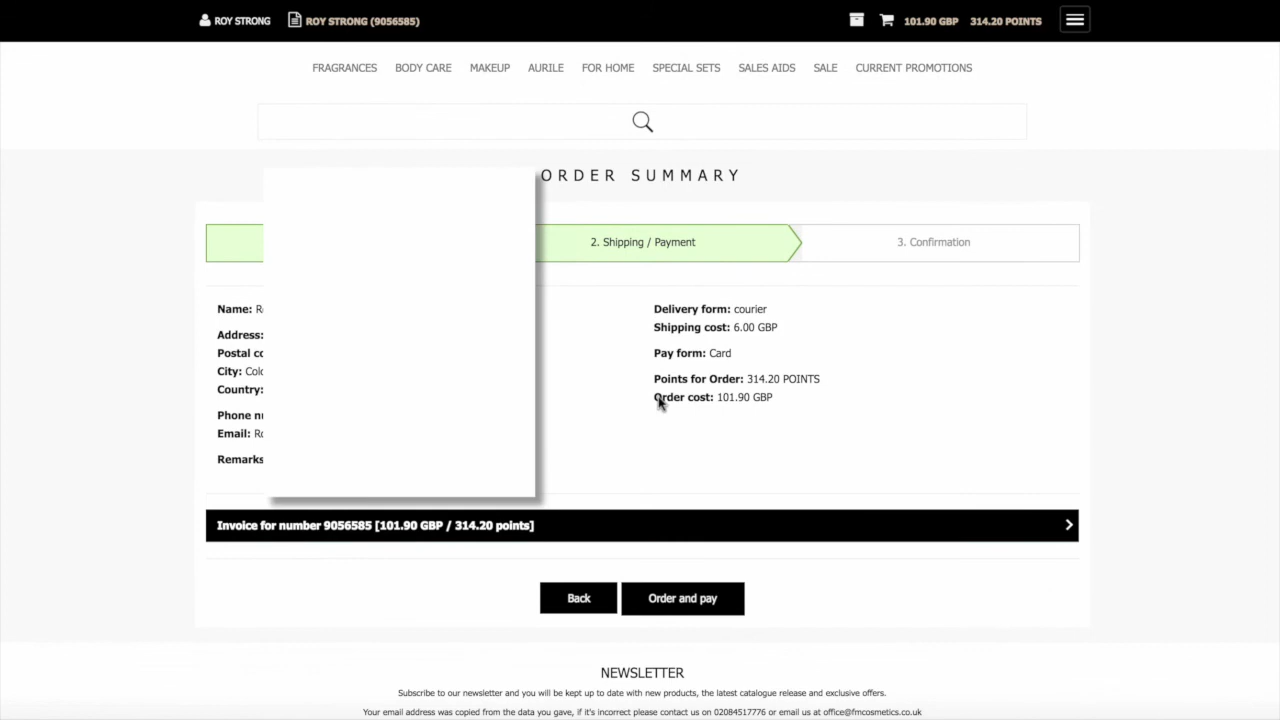 ROY STRONG ROY STRONG (9056585) 101.90 GBP 314.20 POINTS
FRAGRANCES BODY CARE MAKEUP AURILE FOR HOME SPECIAL SETS SALES AIDS SALE CURRENT PROMOTIONS
ORDER SUMMARY
2. Shipping / Payment 3. Confirmation
Name:
Address:
Postal
City:
Country:
Phone
Email:
Remarks
Delivery form: courier
Shipping cost: 6.00 GBP
Pay form: Card
Points for Order: 314.20 POINTS
Order cost: 101.90 GBP
Invoice for number 9056585 [101.90 GBP / 314.20 points]
Back Order and pay
NEWSLETTER
Subscribe to our newsletter and you will be kept up to date with new products, the latest catalogue release and exclusive offers.
Your email address was copied from the data you gave, if it's incorrect please contact us on 02084517776 or email us at office@fmcosmetics.co.uk